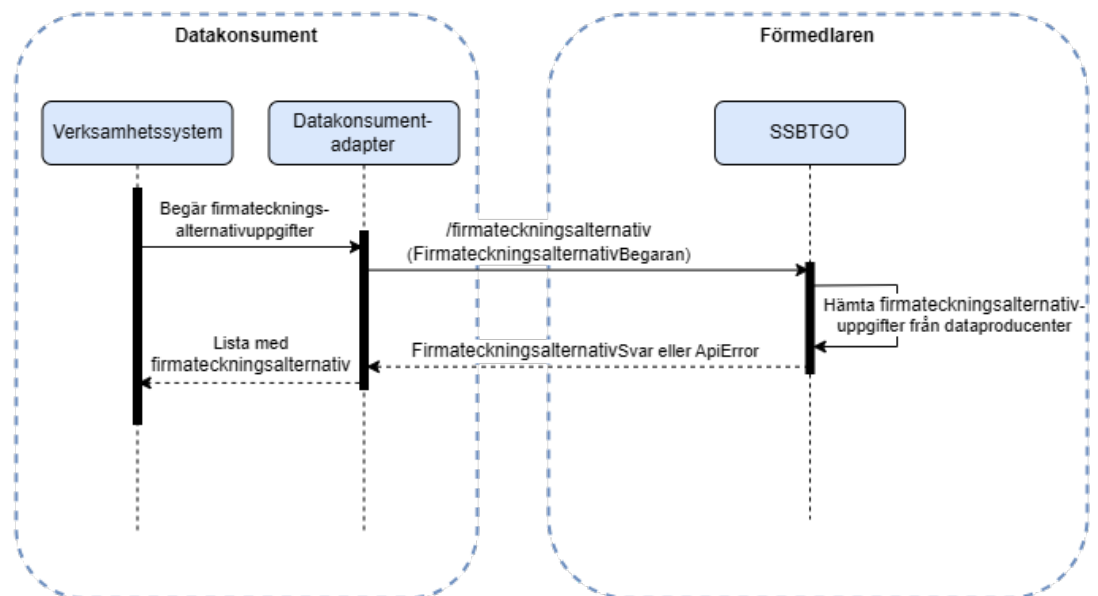 Datakonsument
Förmedlaren
Verksamhetssystem
Datakonsument-
adapter
SSBTGO
Begär firmatecknings-
alternativuppgifter
/firmateckningsalternativ
(FirmateckningsalternativBegaran)
Hämta firmateckningsalternativ-
uppgifter från dataproducenter
FirmateckningsalternativSvar eller ApiError
Lista med
firmateckningsalternativ